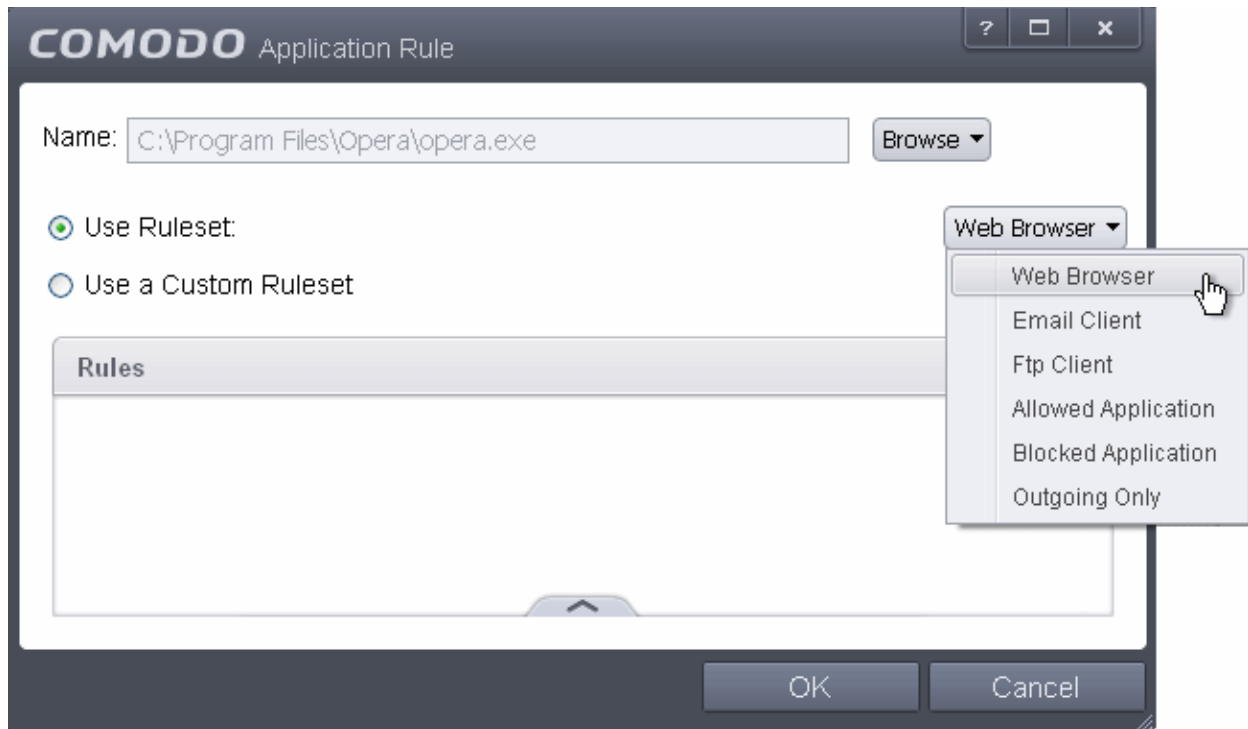 COMODO Application Rule
?
x
Name: C:\Program Files\Opera\opera.exe Browse
Use Ruleset: Web Browser
Use a Custom Ruleset
Web Browser
Email Client
Ftp Client
Allowed Application
Blocked Application
Outgoing Only
Rules
OK Cancel